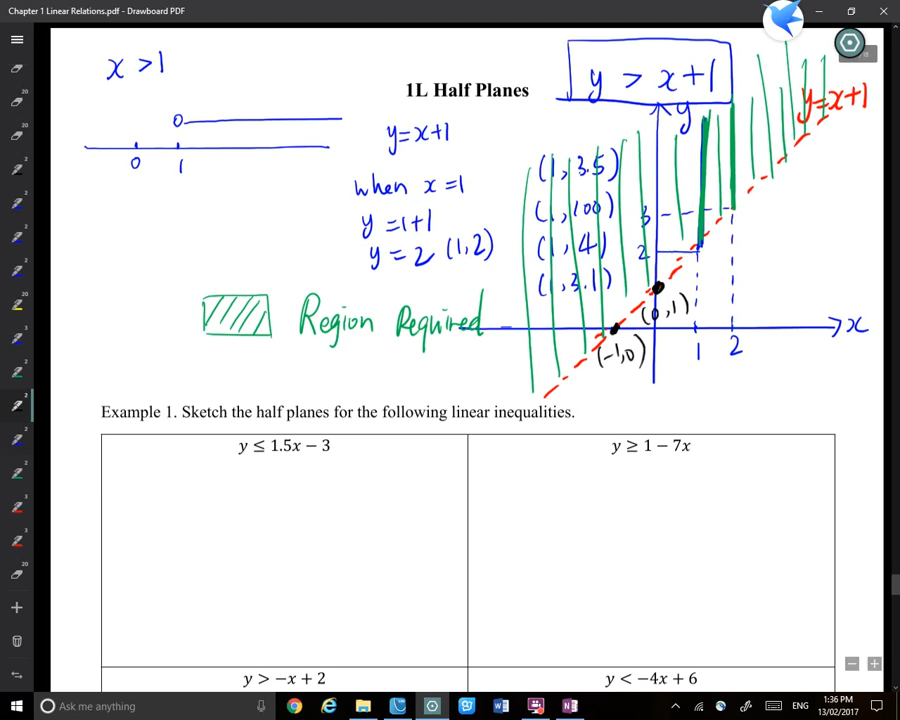 Chapter 1 Linear Relations.pdf - Drawboard PDF
x > 1
0 1
1L Half Planes
y > x+1
y = x+1
when x = 1
y = 1+1
y = 2 (1,2)
(1, 3.5)
(1, 100)
(1, 4)
(1, 3.1)
y
y = x+1
3
2
(0,1)
(-1,0)
1 2
x
Region Required
Example 1. Sketch the half planes for the following linear inequalities.
y ≤ 1.5x − 3
y ≥ 1 − 7x
y > −x + 2
y < −4x + 6
Ask me anything
ENG
1:36 PM
13/02/2017